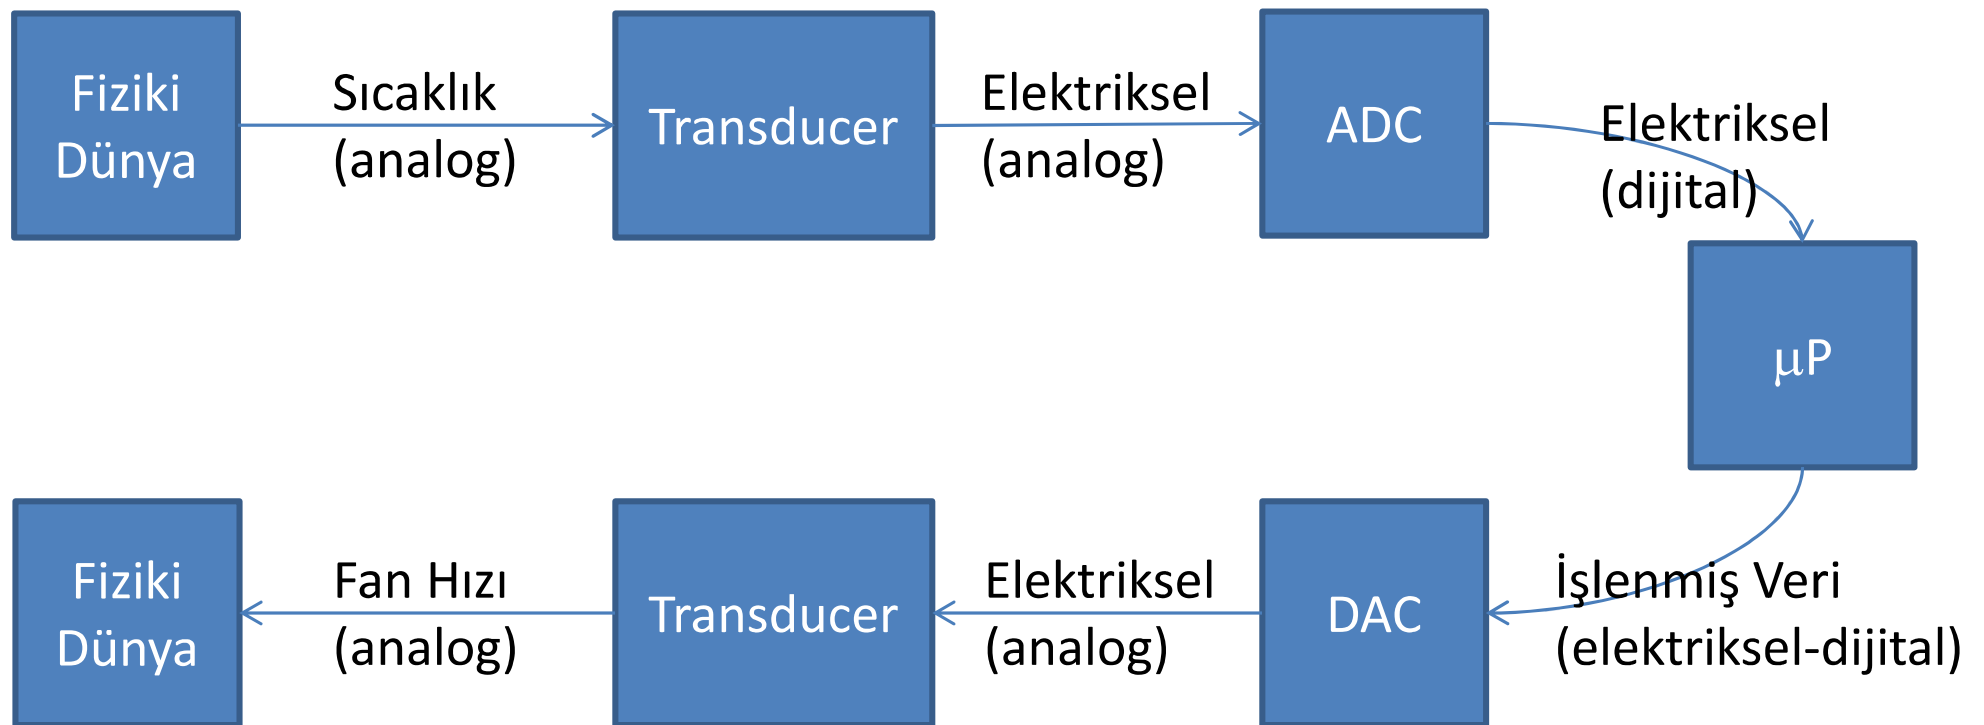 Fiziki
Dünya
Sıcaklık
(analog)
Transducer
Elektriksel
(analog)
ADC
Elektriksel
(dijital)
µP
İşlenmiş Veri
(elektriksel-dijital)
DAC
Elektriksel
(analog)
Transducer
Fan Hızı
(analog)
Fiziki
Dünya